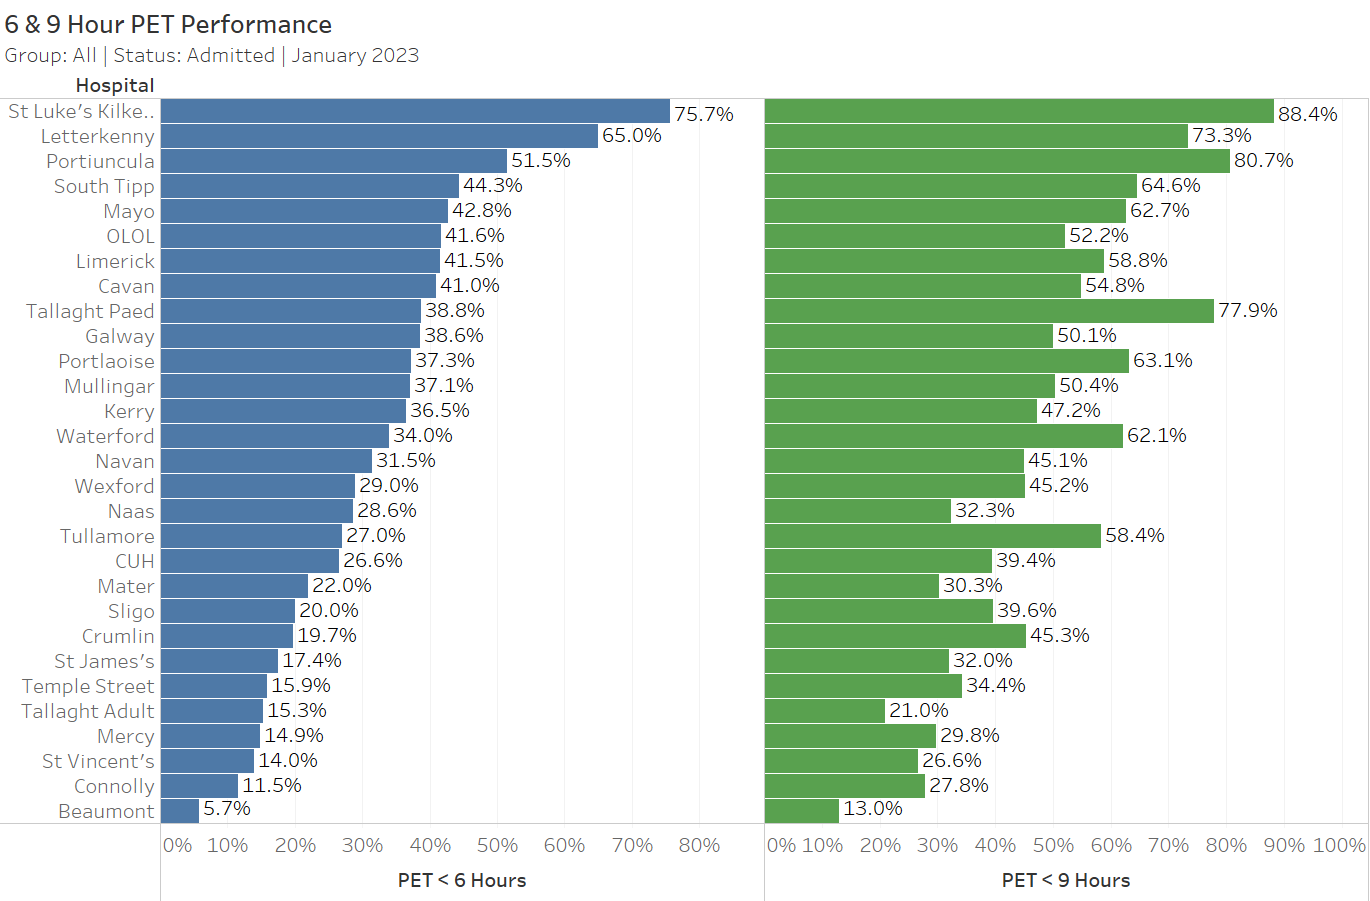 6 & 9 Hour PET Performance
Group: All | Status: Admitted | January 2023
Hospital
St Luke's Kilke.. 75.7% 88.4%
Letterkenny 65.0% 73.3%
Portiuncula 51.5% 80.7%
South Tipp 44.3% 64.6%
Mayo 42.8% 62.7%
OLOL 41.6% 52.2%
Limerick 41.5% 58.8%
Cavan 41.0% 54.8%
Tallaght Paed 38.8% 77.9%
Galway 38.6% 50.1%
Portlaoise 37.3% 63.1%
Mullingar 37.1% 50.4%
Kerry 36.5% 47.2%
Waterford 34.0% 62.1%
Navan 31.5% 45.1%
Wexford 29.0% 45.2%
Naas 28.6% 32.3%
Tullamore 27.0% 58.4%
CUH 26.6% 39.4%
Mater 22.0% 30.3%
Sligo 20.0% 39.6%
Crumlin 19.7% 45.3%
St James's 17.4% 32.0%
Temple Street 15.9% 34.4%
Tallaght Adult 15.3% 21.0%
Mercy 14.9% 29.8%
St Vincent's 14.0% 26.6%
Connolly 11.5% 27.8%
Beaumont 5.7% 13.0%
0% 10% 20% 30% 40% 50% 60% 70% 80% 0% 10% 20% 30% 40% 50% 60% 70% 80% 90% 100%
PET < 6 Hours PET < 9 Hours